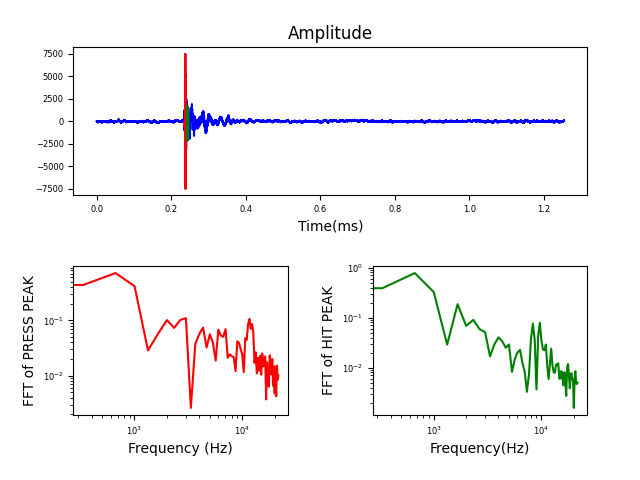 Amplitude
7500
5000
2500
0
−2500
−5000
−7500
0.0 0.2 0.4 0.6 0.8 1.0 1.2
Time(ms)
FFT of PRESS PEAK
10⁻¹
10⁻²
10³ 10⁴
Frequency (Hz)
FFT of HIT PEAK
10⁰
10⁻¹
10⁻²
10³ 10⁴
Frequency(Hz)